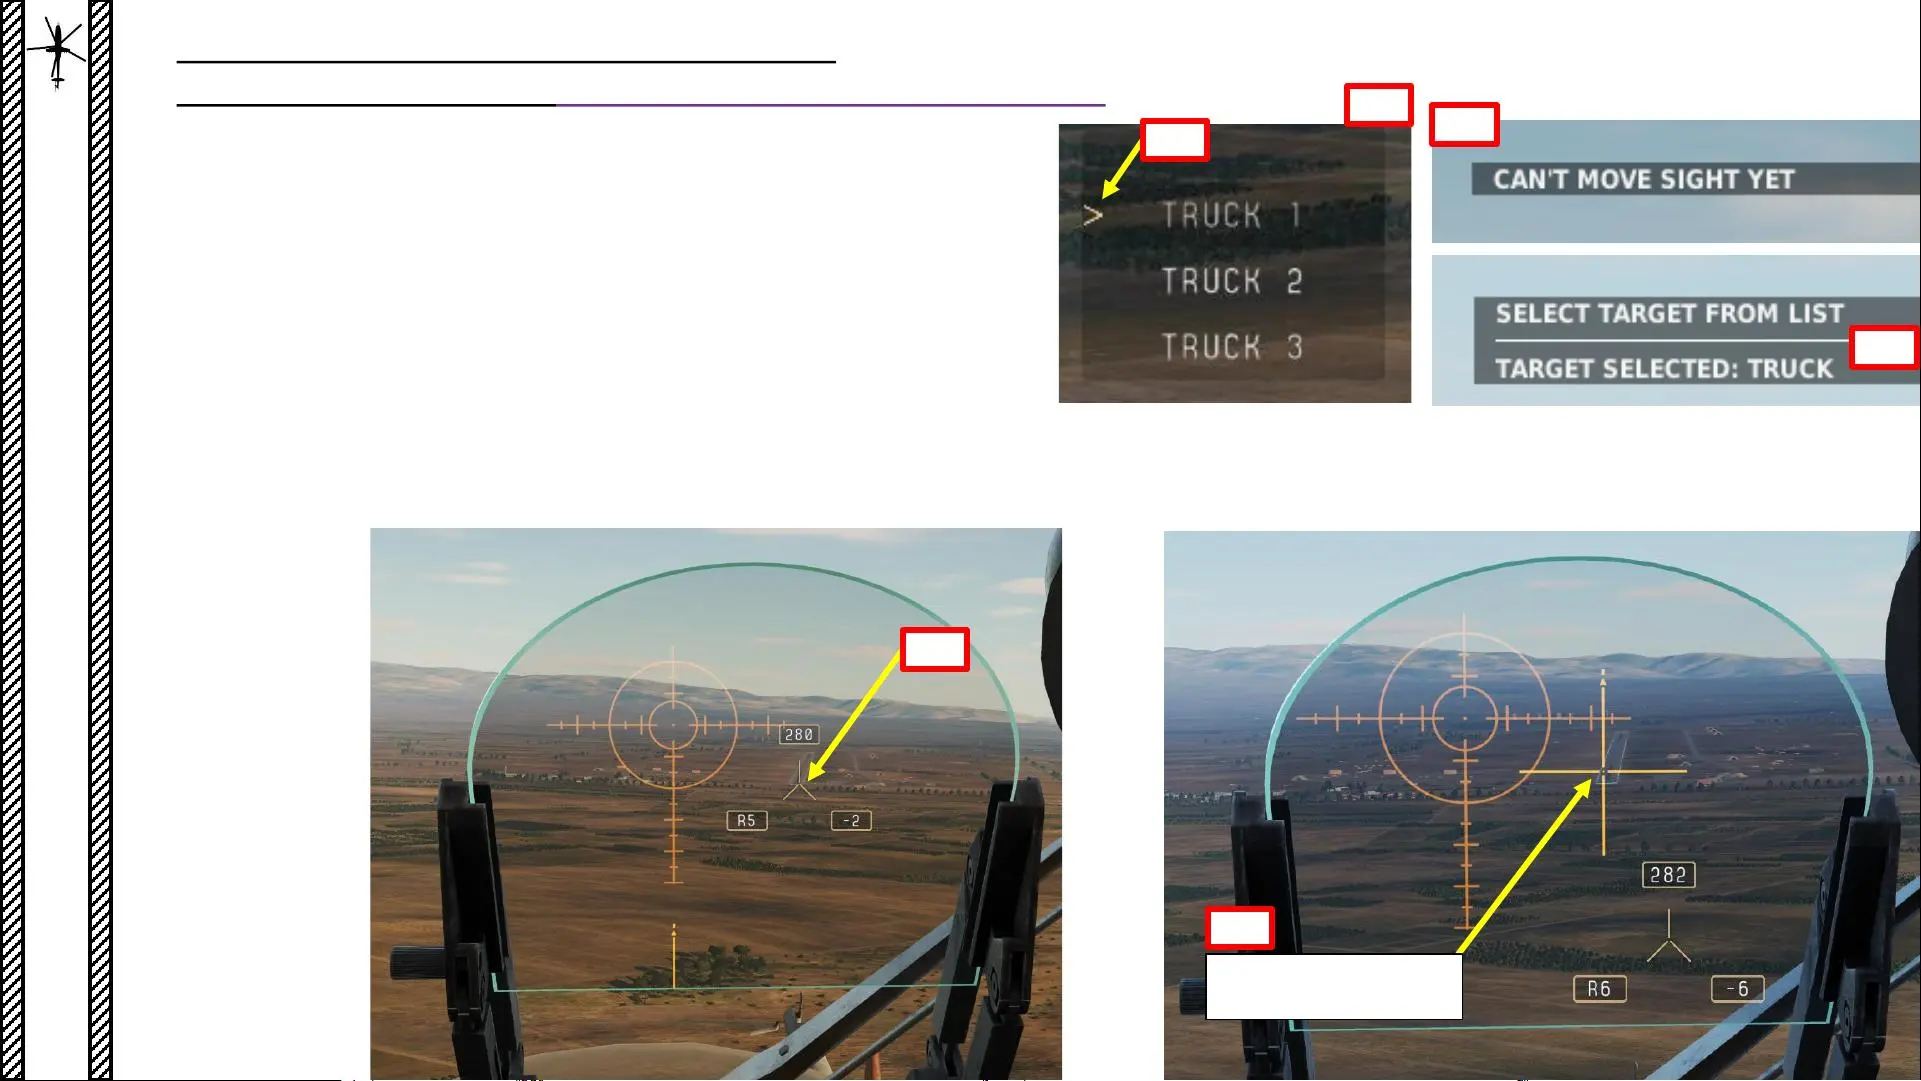 CAN'T MOVE SIGHT YET
> TRUCK 1
TRUCK 2
TRUCK 3
SELECT TARGET FROM LIST
TARGET SELECTED: TRUCK
280
R5
-2
282
R6
-6